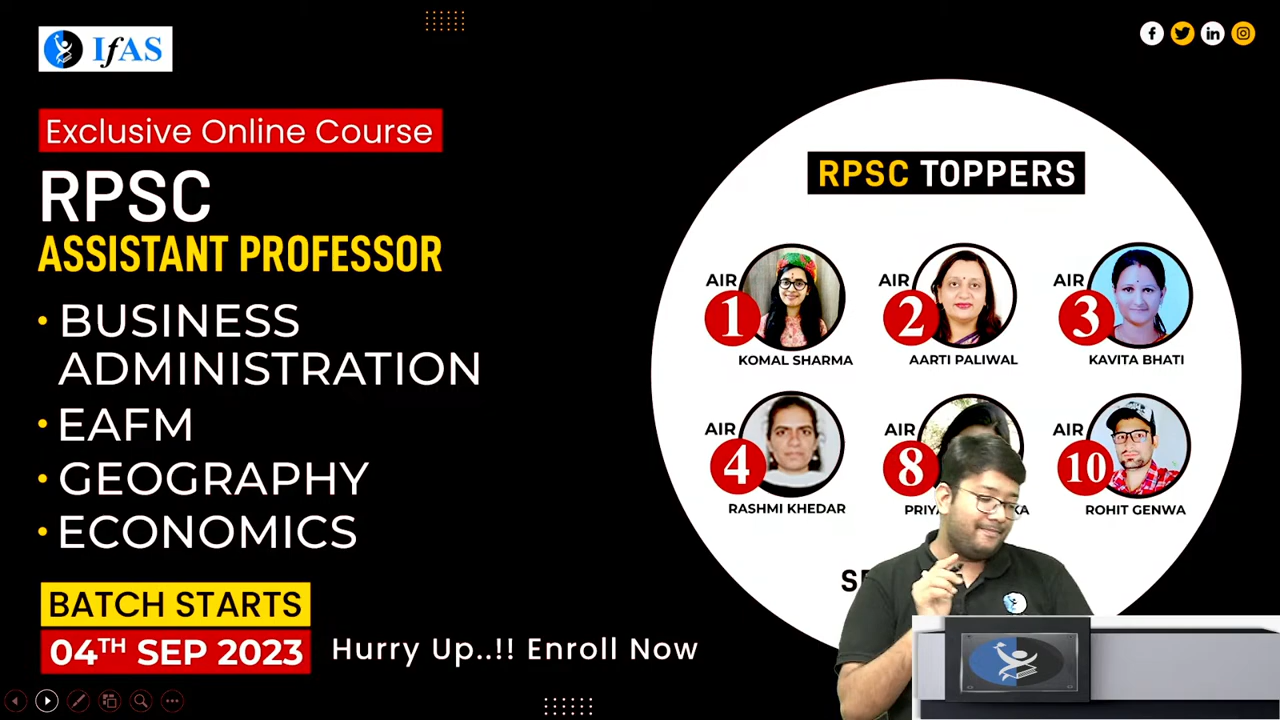 IfAS
Exclusive Online Course
RPSC
ASSISTANT PROFESSOR
• BUSINESS
ADMINISTRATION
• EAFM
• GEOGRAPHY
• ECONOMICS
BATCH STARTS
04TH SEP 2023
Hurry Up..!! Enroll Now
RPSC TOPPERS
AIR
1
KOMAL SHARMA
AIR
2
AARTI PALIWAL
AIR
3
KAVITA BHATI
AIR
4
RASHMI KHEDAR
AIR
8
AIR
10
ROHIT GENWA